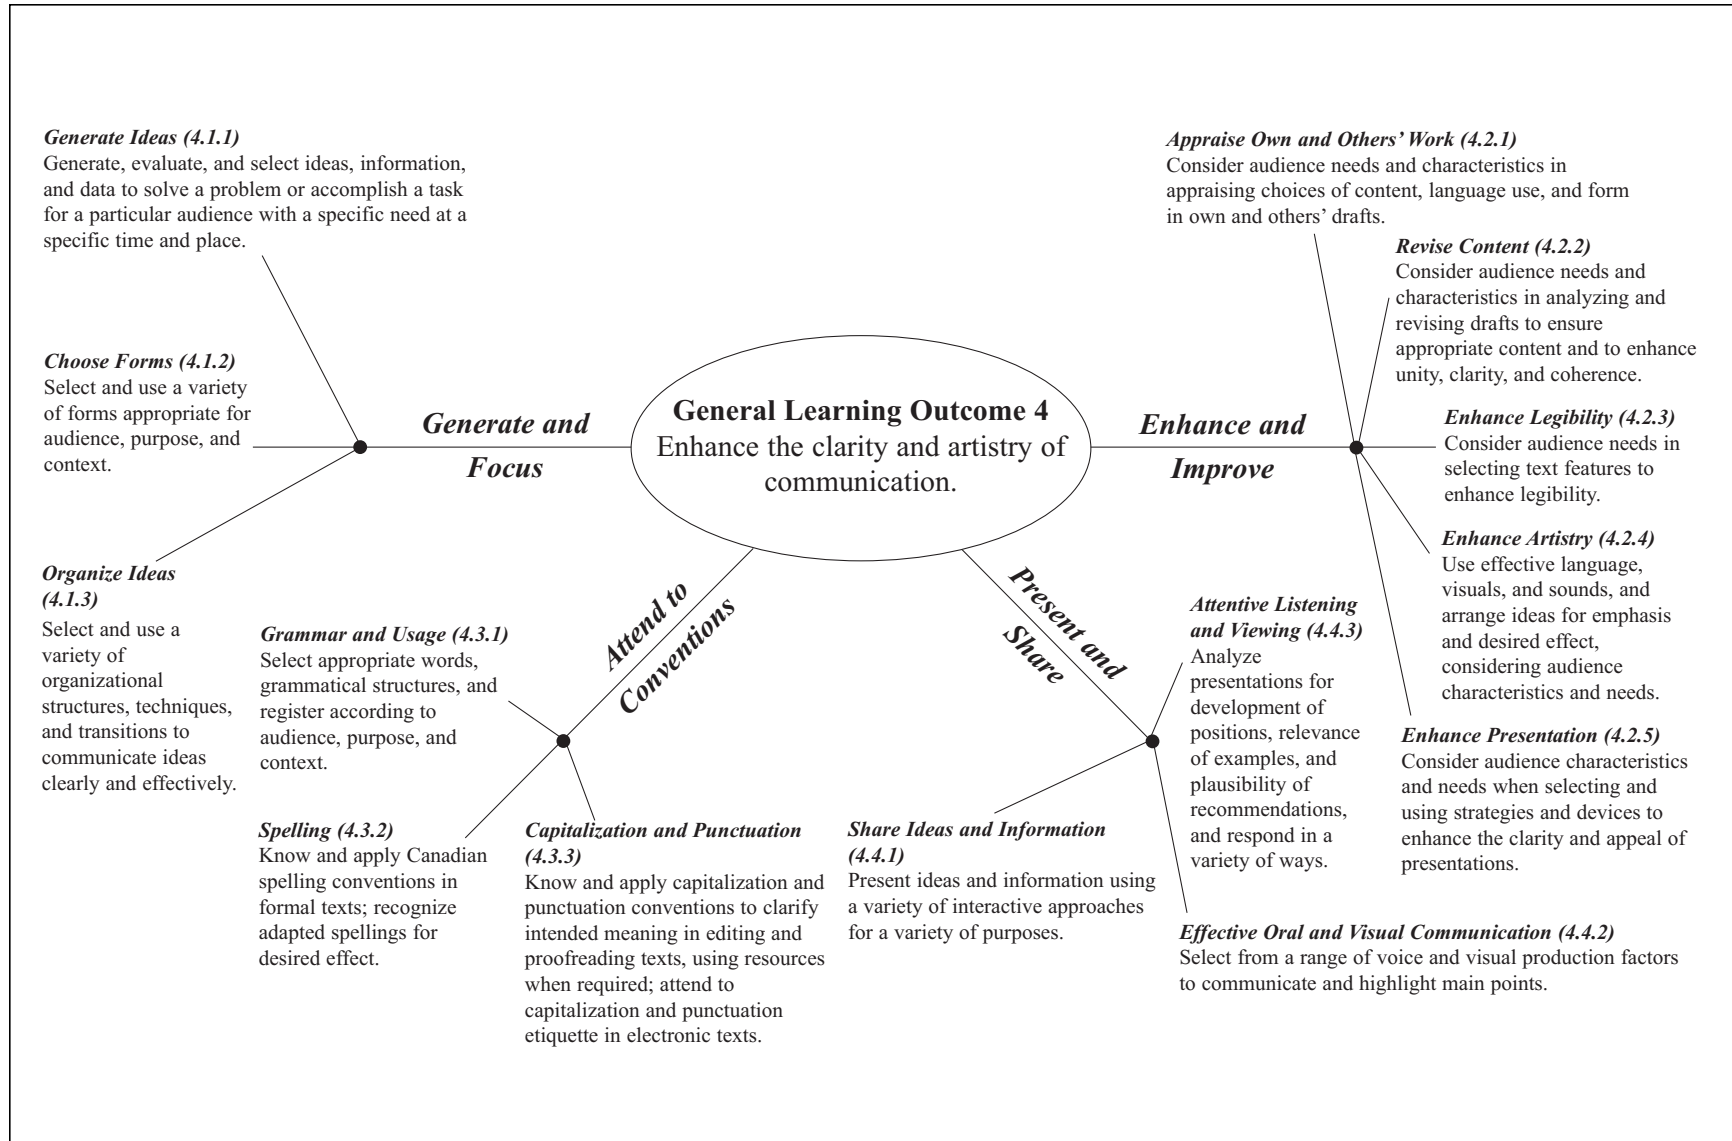 Generate Ideas (4.1.1)
Generate, evaluate, and select ideas, information,
and data to solve a problem or accomplish a task
for a particular audience with a specific need at a
specific time and place.
Choose Forms (4.1.2)
Select and use a variety
of forms appropriate for
audience, purpose, and
context.
Organize Ideas
(4.1.3)
Select and use a
variety of
organizational
structures, techniques,
and transitions to
communicate ideas
clearly and effectively.
Generate and
Focus
General Learning Outcome 4
Enhance the clarity and artistry of
communication.
Enhance and
Improve
Appraise Own and Others' Work (4.2.1)
Consider audience needs and characteristics in
appraising choices of content, language use, and form
in own and others' drafts.
Revise Content (4.2.2)
Consider audience needs and
characteristics in analyzing and
revising drafts to ensure
appropriate content and to enhance
unity, clarity, and coherence.
Enhance Legibility (4.2.3)
Consider audience needs in
selecting text features to
enhance legibility.
Enhance Artistry (4.2.4)
Use effective language,
visuals, and sounds, and
arrange ideas for emphasis
and desired effect,
considering audience
characteristics and needs.
Enhance Presentation (4.2.5)
Consider audience characteristics
and needs when selecting and
using strategies and devices to
enhance the clarity and appeal of
presentations.
Attend to
Conventions
Grammar and Usage (4.3.1)
Select appropriate words,
grammatical structures, and
register according to
audience, purpose, and
context.
Spelling (4.3.2)
Know and apply Canadian
spelling conventions in
formal texts; recognize
adapted spellings for
desired effect.
Capitalization and Punctuation
(4.3.3)
Know and apply capitalization and
punctuation conventions to clarify
intended meaning in editing and
proofreading texts, using resources
when required; attend to
capitalization and punctuation
etiquette in electronic texts.
Present and
Share
Share Ideas and Information
(4.4.1)
Present ideas and information using
a variety of interactive approaches
for a variety of purposes.
Attentive Listening
and Viewing (4.4.3)
Analyze
presentations for
development of
positions, relevance
of examples, and
plausibility of
recommendations,
and respond in a
variety of ways.
Effective Oral and Visual Communication (4.4.2)
Select from a range of voice and visual production factors
to communicate and highlight main points.